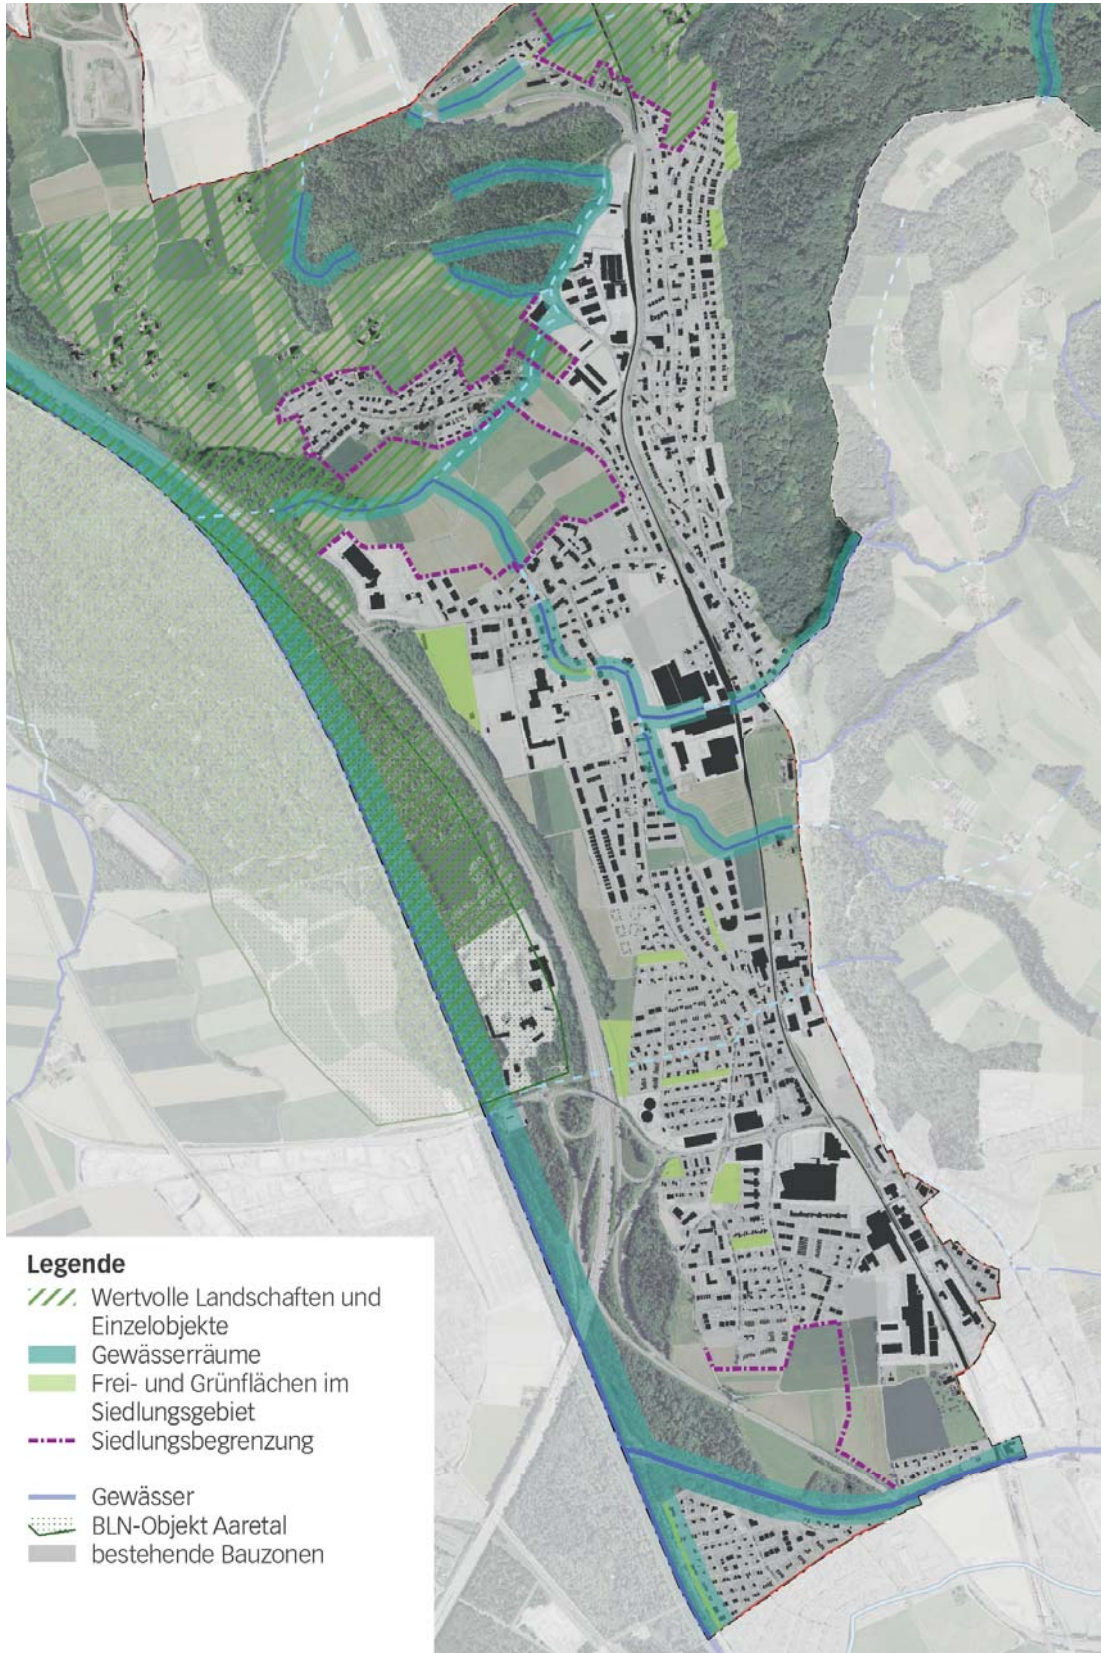 Legende
Wertvolle Landschaften und
Einzelobjekte
Gewässerräume
Frei- und Grünflächen im
Siedlungsgebiet
Siedlungsbegrenzung
Gewässer
BLN-Objekt Aaretal
bestehende Bauzonen